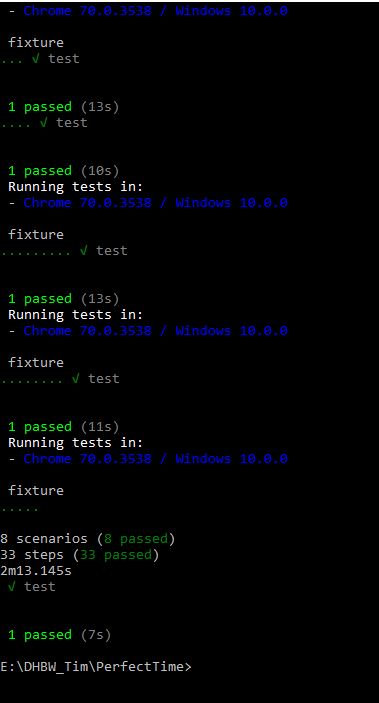 - Chrome 70.0.3538 / Windows 10.0.0
fixture
... √ test
1 passed (13s)
.... √ test
1 passed (10s)
Running tests in:
- Chrome 70.0.3538 / Windows 10.0.0
fixture
......... √ test
1 passed (13s)
Running tests in:
- Chrome 70.0.3538 / Windows 10.0.0
fixture
........ √ test
1 passed (11s)
Running tests in:
- Chrome 70.0.3538 / Windows 10.0.0
fixture
.....
8 scenarios (8 passed)
33 steps (33 passed)
2m13.145s
√ test
1 passed (7s)
E:\DHBW_Tim\PerfectTime>